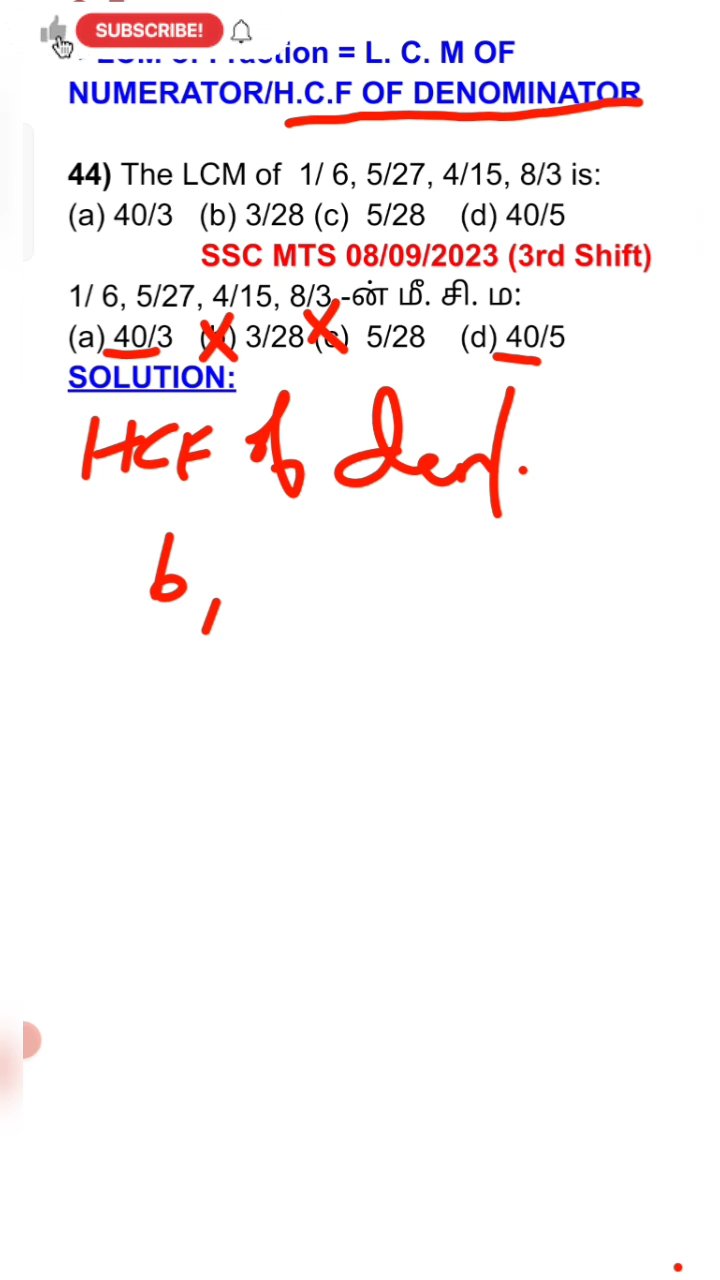 SUBSCRIBE!
= L. C. M OF
NUMERATOR/H.C.F OF DENOMINATOR
44) The LCM of 1/ 6, 5/27, 4/15, 8/3 is:
(a) 40/3 (b) 3/28 (c) 5/28 (d) 40/5
SSC MTS 08/09/2023 (3rd Shift)
1/ 6, 5/27, 4/15, 8/3 -ன் மீ. சி. ம:
(a) 40/3 (b) 3/28 (c) 5/28 (d) 40/5
SOLUTION:
HCF of
6,